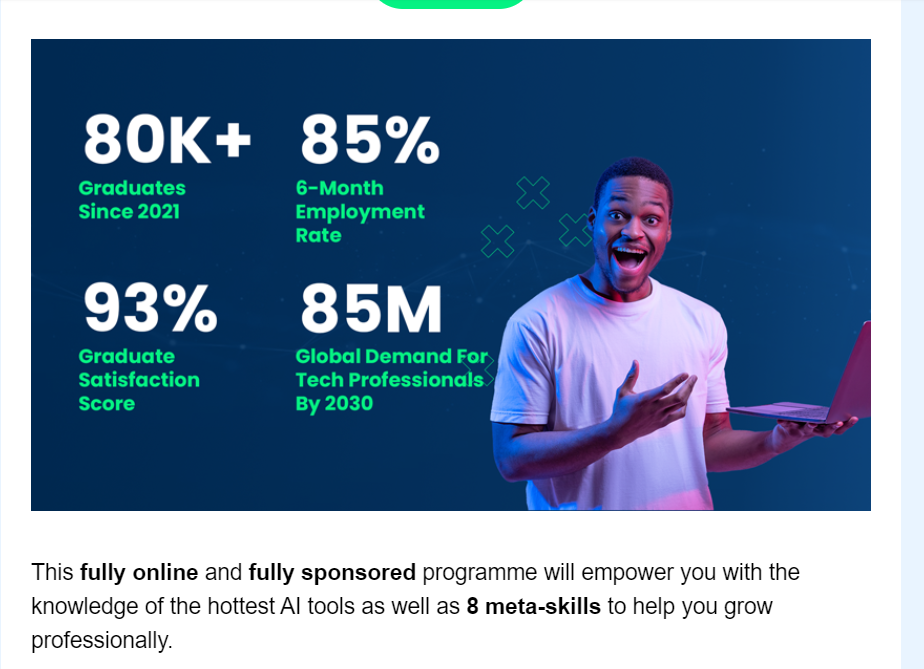 80K+
Graduates
Since 2021
85%
6-Month
Employment
Rate
93%
Graduate
Satisfaction
Score
85M
Global Demand For
Tech Professionals
By 2030
This fully online and fully sponsored programme will empower you with the
knowledge of the hottest AI tools as well as 8 meta-skills to help you grow
professionally.